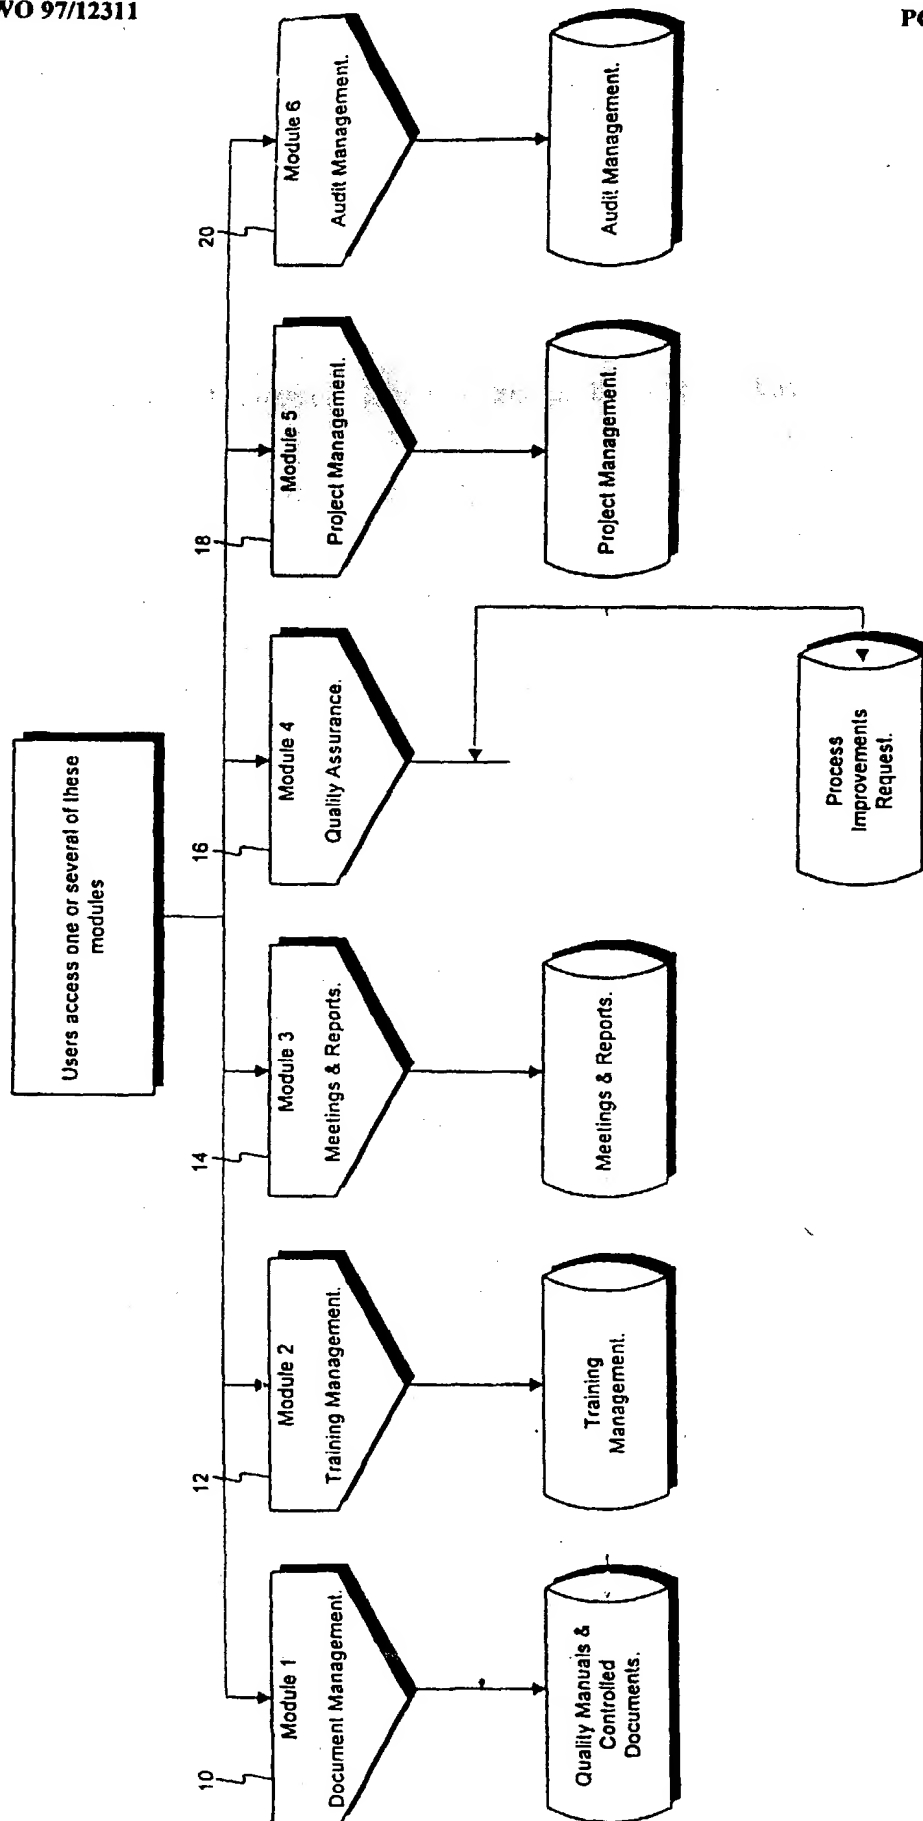 WO 97/12311
PC
Users access one or several of these
modules
10
Module 1
Document Management.
Quality Manuals &
Controlled
Documents.
12
Module 2
Training Management.
Training
Management.
14
Module 3
Meetings & Reports.
Meetings & Reports.
16
Module 4
Quality Assurance.
Process
Improvements
Request.
18
Module 5
Project Management.
Project Management.
20
Module 6
Audit Management.
Audit Management.